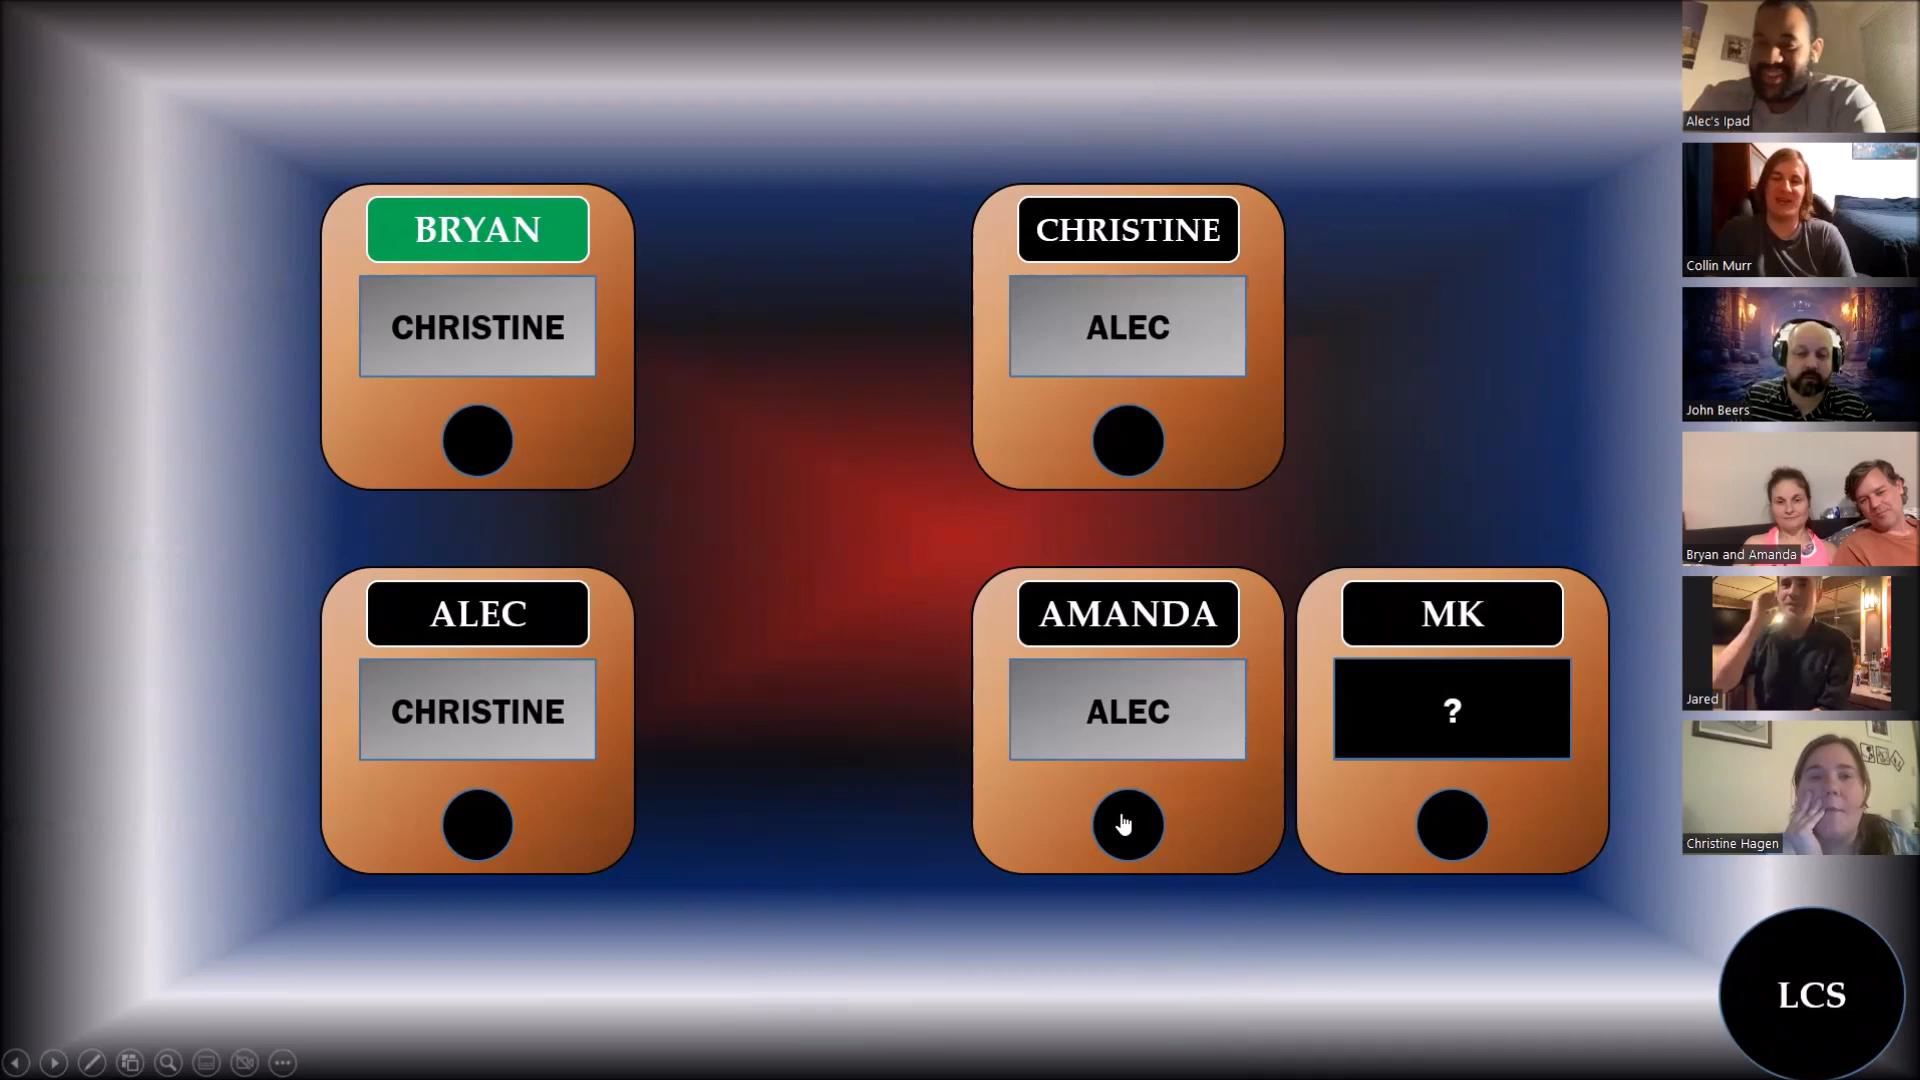 BRYAN
CHRISTINE
CHRISTINE
ALEC
ALEC
CHRISTINE
AMANDA
ALEC
MK
?
LCS
Alec's Ipad
Collin Murr
John Beers
Bryan and Amanda
Jared
Christine Hagen